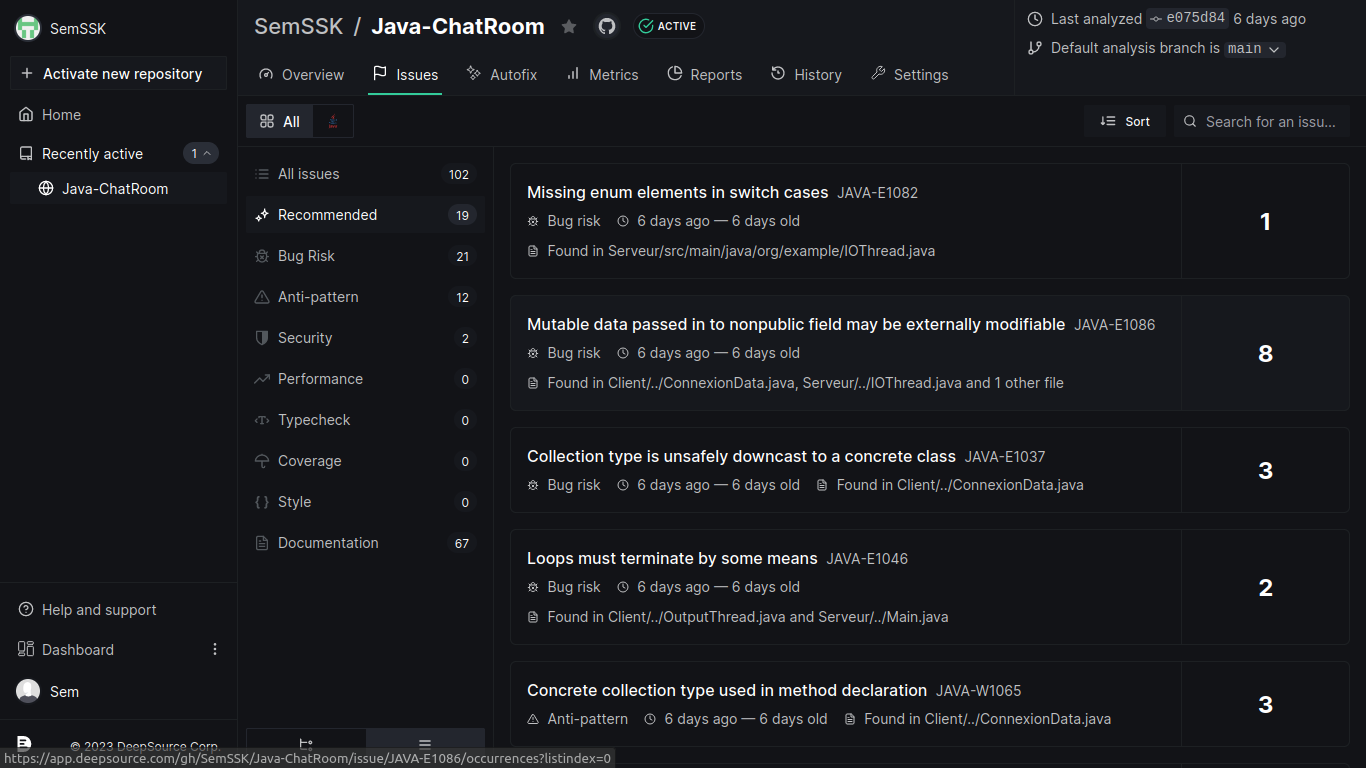 SemSSK
Activate new repository
Home
Recently active 1
Java-ChatRoom
Help and support
Dashboard
Sem
© 2023 DeepSource Corp.
SemSSK / Java-ChatRoom ACTIVE
Last analyzed e075d84 6 days ago
Default analysis branch is main
Overview Issues Autofix Metrics Reports History Settings
All
Sort
Search for an issu...
All issues 102
Recommended 19
Bug Risk 21
Anti-pattern 12
Security 2
Performance 0
Typecheck 0
Coverage 0
Style 0
Documentation 67
Missing enum elements in switch cases JAVA-E1082
Bug risk 6 days ago — 6 days old
Found in Serveur/src/main/java/org/example/IOThread.java
1
Mutable data passed in to nonpublic field may be externally modifiable JAVA-E1086
Bug risk 6 days ago — 6 days old
Found in Client/../ConnexionData.java, Serveur/../IOThread.java and 1 other file
8
Collection type is unsafely downcast to a concrete class JAVA-E1037
Bug risk 6 days ago — 6 days old Found in Client/../ConnexionData.java
3
Loops must terminate by some means JAVA-E1046
Bug risk 6 days ago — 6 days old
Found in Client/../OutputThread.java and Serveur/../Main.java
2
Concrete collection type used in method declaration JAVA-W1065
Anti-pattern 6 days ago — 6 days old Found in Client/../ConnexionData.java
3
https://app.deepsource.com/gh/SemSSK/Java-ChatRoom/issue/JAVA-E1086/occurrences?listindex=0